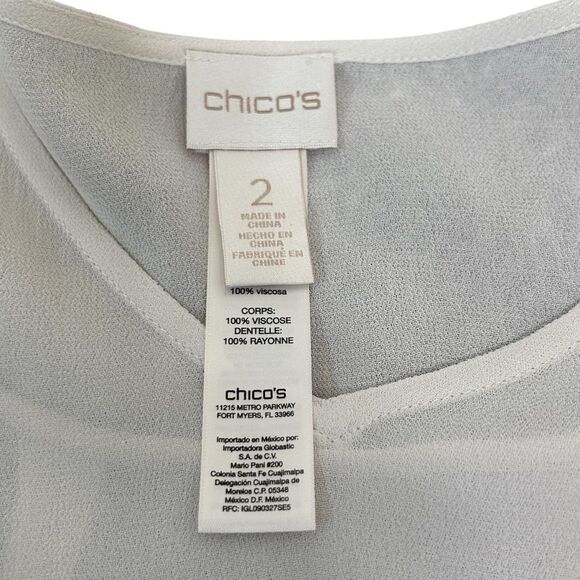 chico's
2
MADE IN
CHINA
HECHO EN
CHINA
FABRIQUÉ EN
CHINE
100% viscosa
CORPS:
100% VISCOSE
DENTELLE:
100% RAYONNE
chico's
11215 METRO PARKWAY
FORT MYERS, FL 33966
Importado en México por:
Importadora Globastic
S.A. de C.V.
Mario Pani #200
Colonia Santa Fe Cuajimalpa
Delegación Cuajimalpa de
Morelos C.P. 05348
México D.F. México
RFC: IGL090327SE5